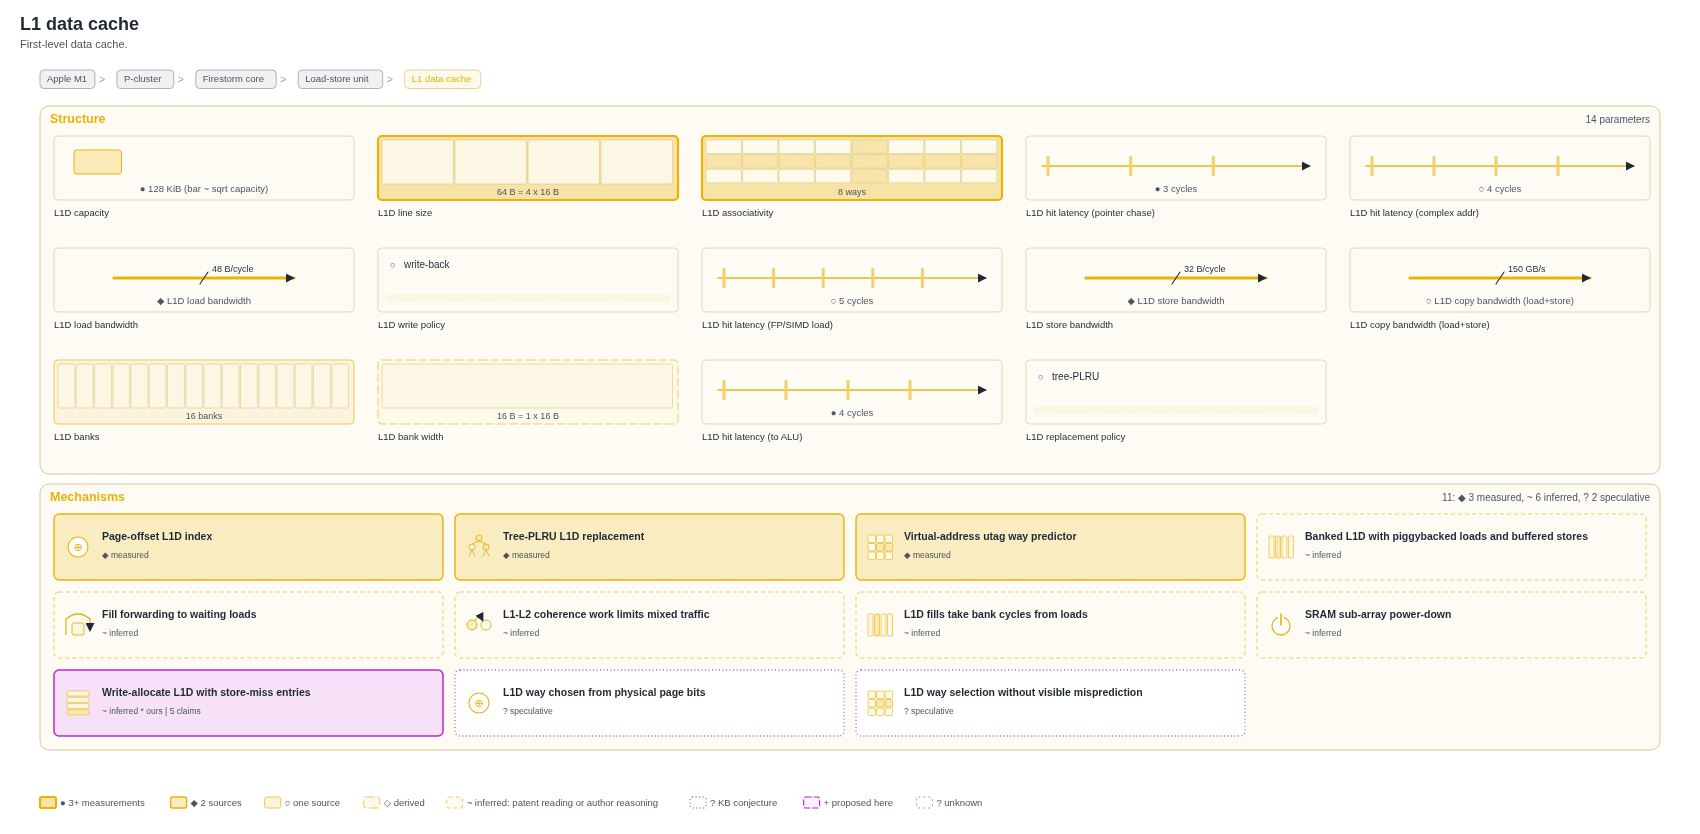 L1 data cache
First-level data cache.
Apple M1 > P-cluster > Firestorm core > Load-store unit > L1 data cache
Structure
14 parameters
● 128 KiB (bar ~ sqrt capacity)
64 B = 4 x 16 B
8 ways
● 3 cycles
○ 4 cycles
L1D capacity
L1D line size
L1D associativity
L1D hit latency (pointer chase)
L1D hit latency (complex addr)
48 B/cycle
◆ L1D load bandwidth
○ write-back
○ 5 cycles
32 B/cycle
◆ L1D store bandwidth
150 GB/s
○ L1D copy bandwidth (load+store)
L1D load bandwidth
L1D write policy
L1D hit latency (FP/SIMD load)
L1D store bandwidth
L1D copy bandwidth (load+store)
16 banks
16 B = 1 x 16 B
● 4 cycles
○ tree-PLRU
L1D banks
L1D bank width
L1D hit latency (to ALU)
L1D replacement policy
Mechanisms
11: ◆ 3 measured, ~ 6 inferred, ? 2 speculative
Page-offset L1D index
◆ measured
Tree-PLRU L1D replacement
◆ measured
Virtual-address utag way predictor
◆ measured
Banked L1D with piggybacked loads and buffered stores
~ inferred
Fill forwarding to waiting loads
~ inferred
L1-L2 coherence work limits mixed traffic
~ inferred
L1D fills take bank cycles from loads
~ inferred
SRAM sub-array power-down
~ inferred
Write-allocate L1D with store-miss entries
~ inferred * ours | 5 claims
L1D way chosen from physical page bits
? speculative
L1D way selection without visible misprediction
? speculative
● 3+ measurements
◆ 2 sources
○ one source
◇ derived
~ inferred: patent reading or author reasoning
? KB conjecture
+ proposed here
? unknown